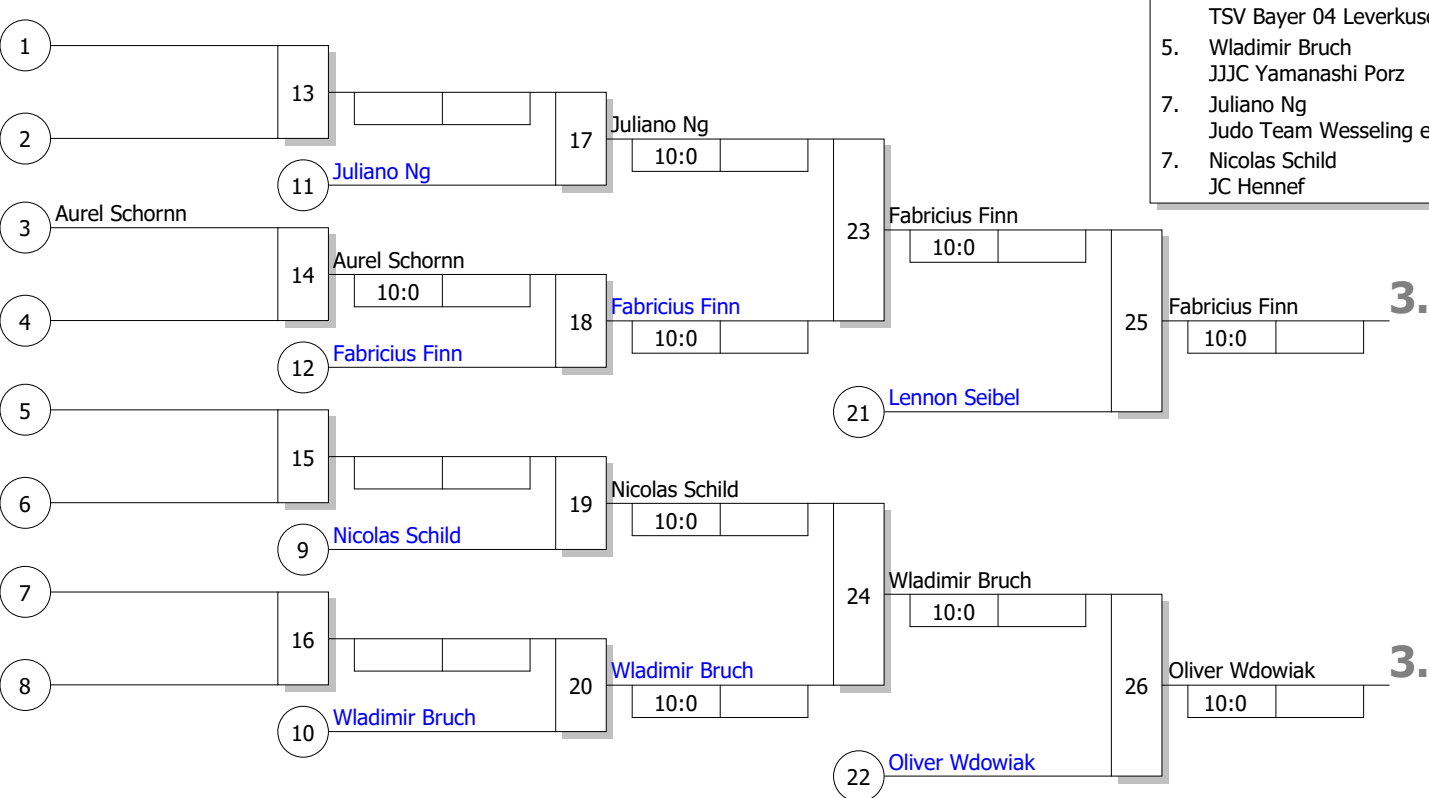 TSV Bayer 04 Leverkuse
5. Wladimir Bruch
JJJC Yamanashi Porz
7. Juliano Ng
Judo Team Wesseling e
7. Nicolas Schild
JC Hennef
1
13
2
17
Juliano Ng
10:0
11
Juliano Ng
3
Aurel Schornn
23
Fabricius Finn
10:0
14
Aurel Schornn
10:0
4
18
Fabricius Finn
10:0
12
Fabricius Finn
25
Fabricius Finn
10:0
3.
21
Lennon Seibel
5
15
6
19
Nicolas Schild
10:0
9
Nicolas Schild
7
24
Wladimir Bruch
10:0
16
8
20
Wladimir Bruch
10:0
10
Wladimir Bruch
26
Oliver Wdowiak
10:0
3.
22
Oliver Wdowiak